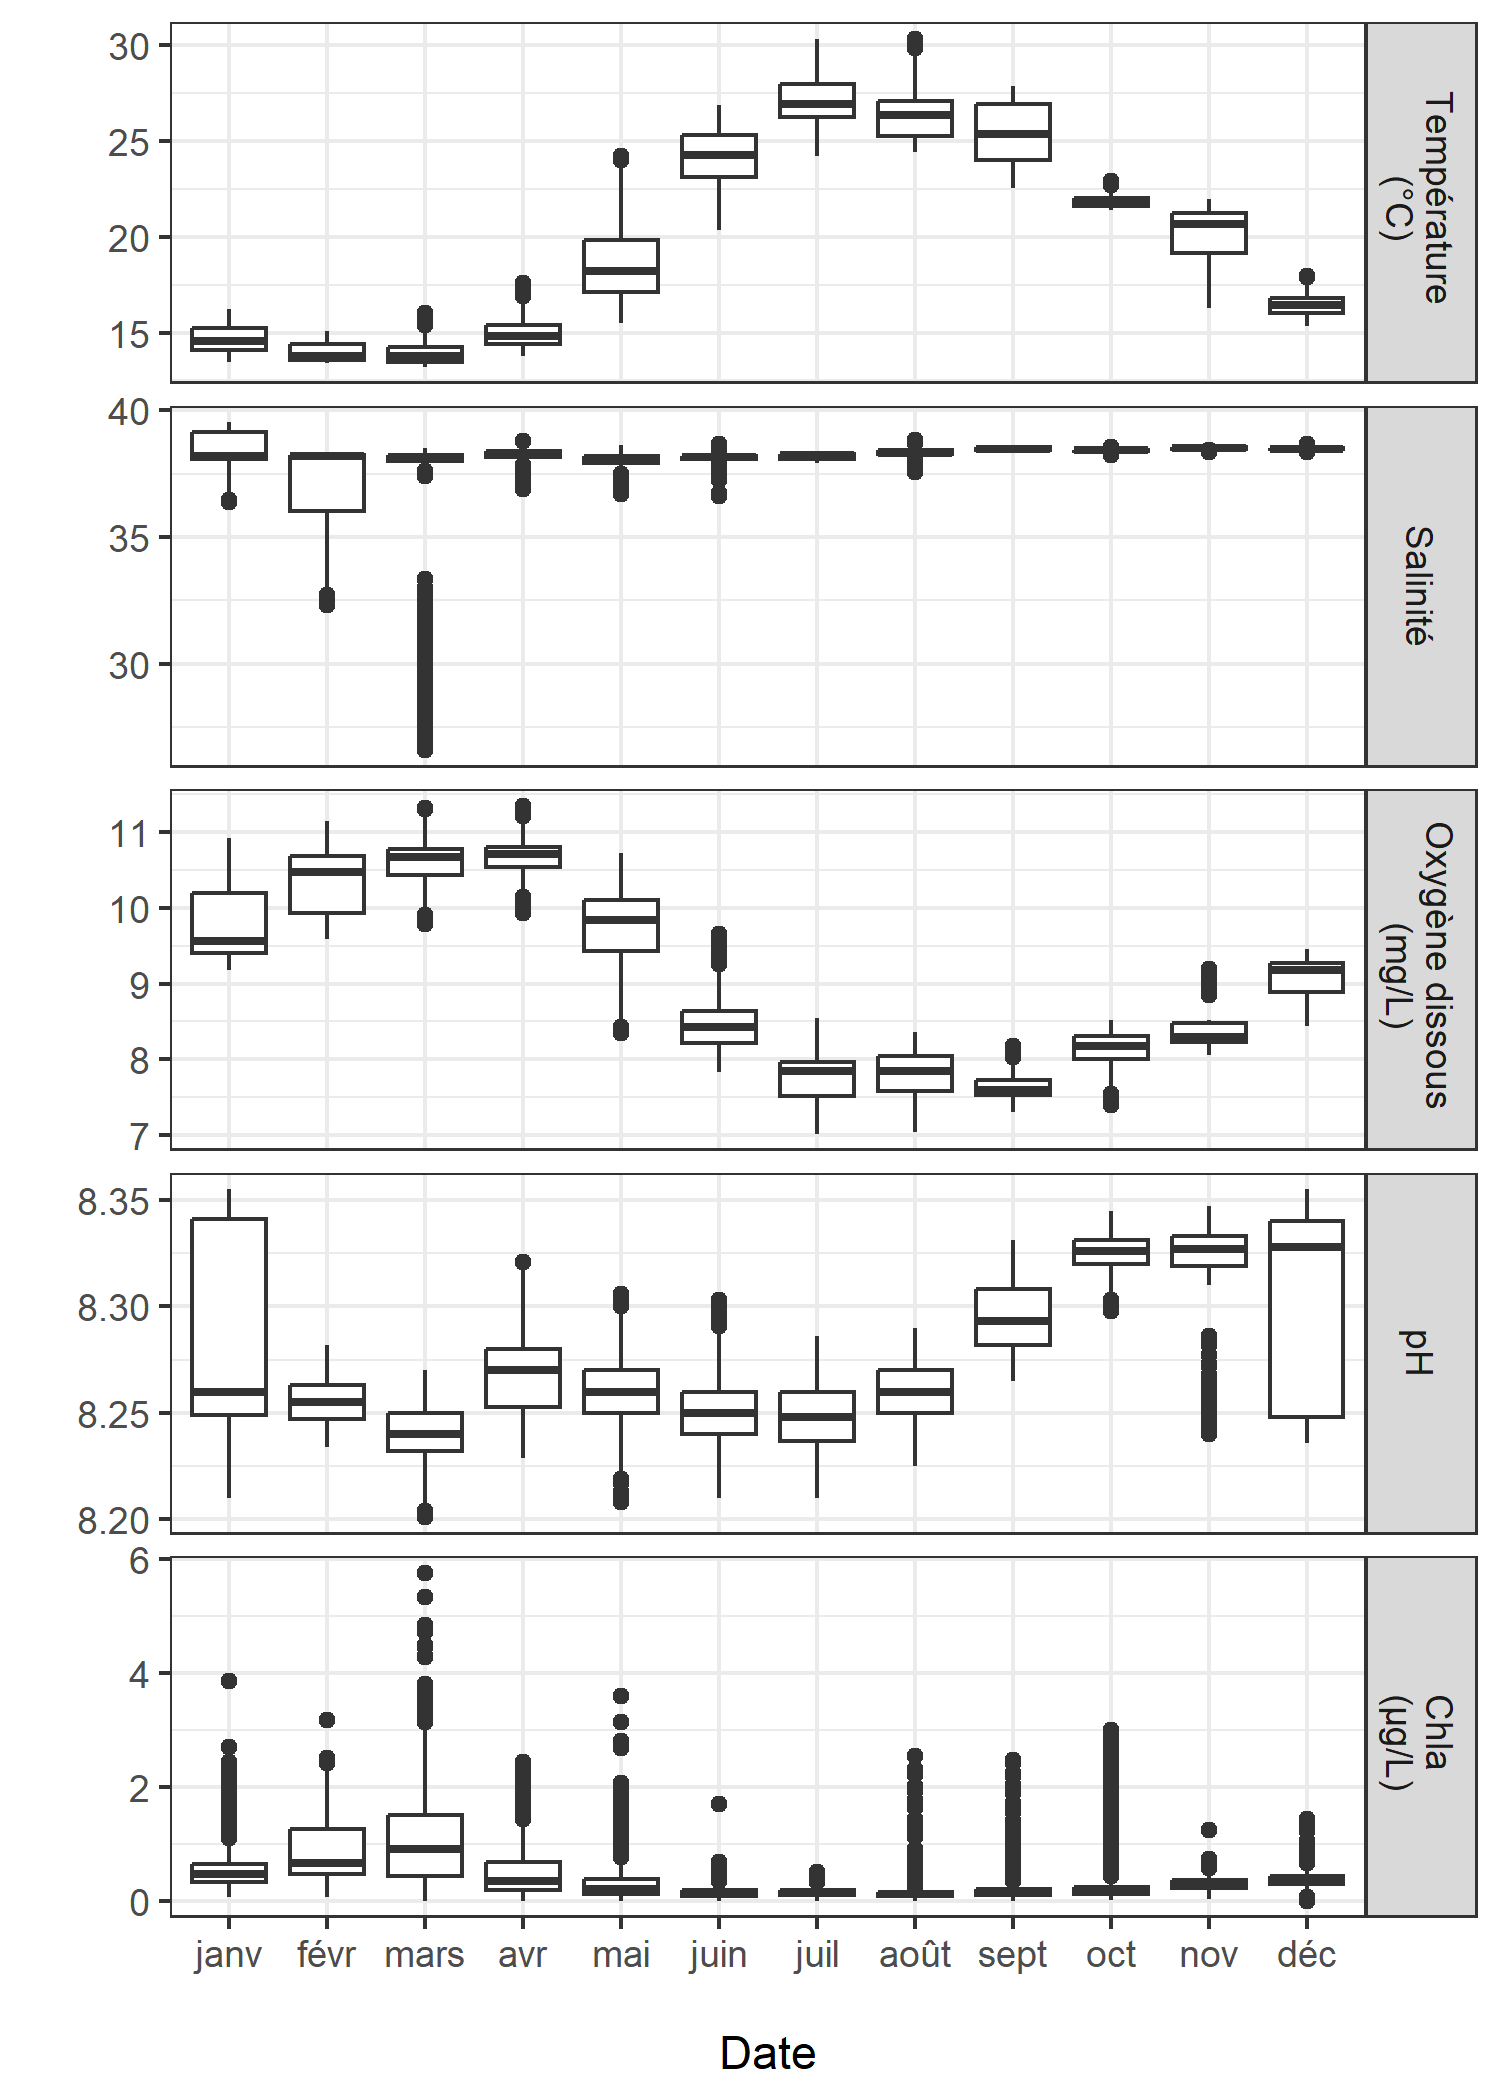 30
25
20
15
Température
(°C)
40
35
30
Salinité
11
10
9
8
7
Oxygène dissous
(mg/L)
8.35
8.30
8.25
8.20
pH
6
4
2
0
Chla
(µg/L)
janv févr mars avr mai juin juil août sept oct nov déc
Date